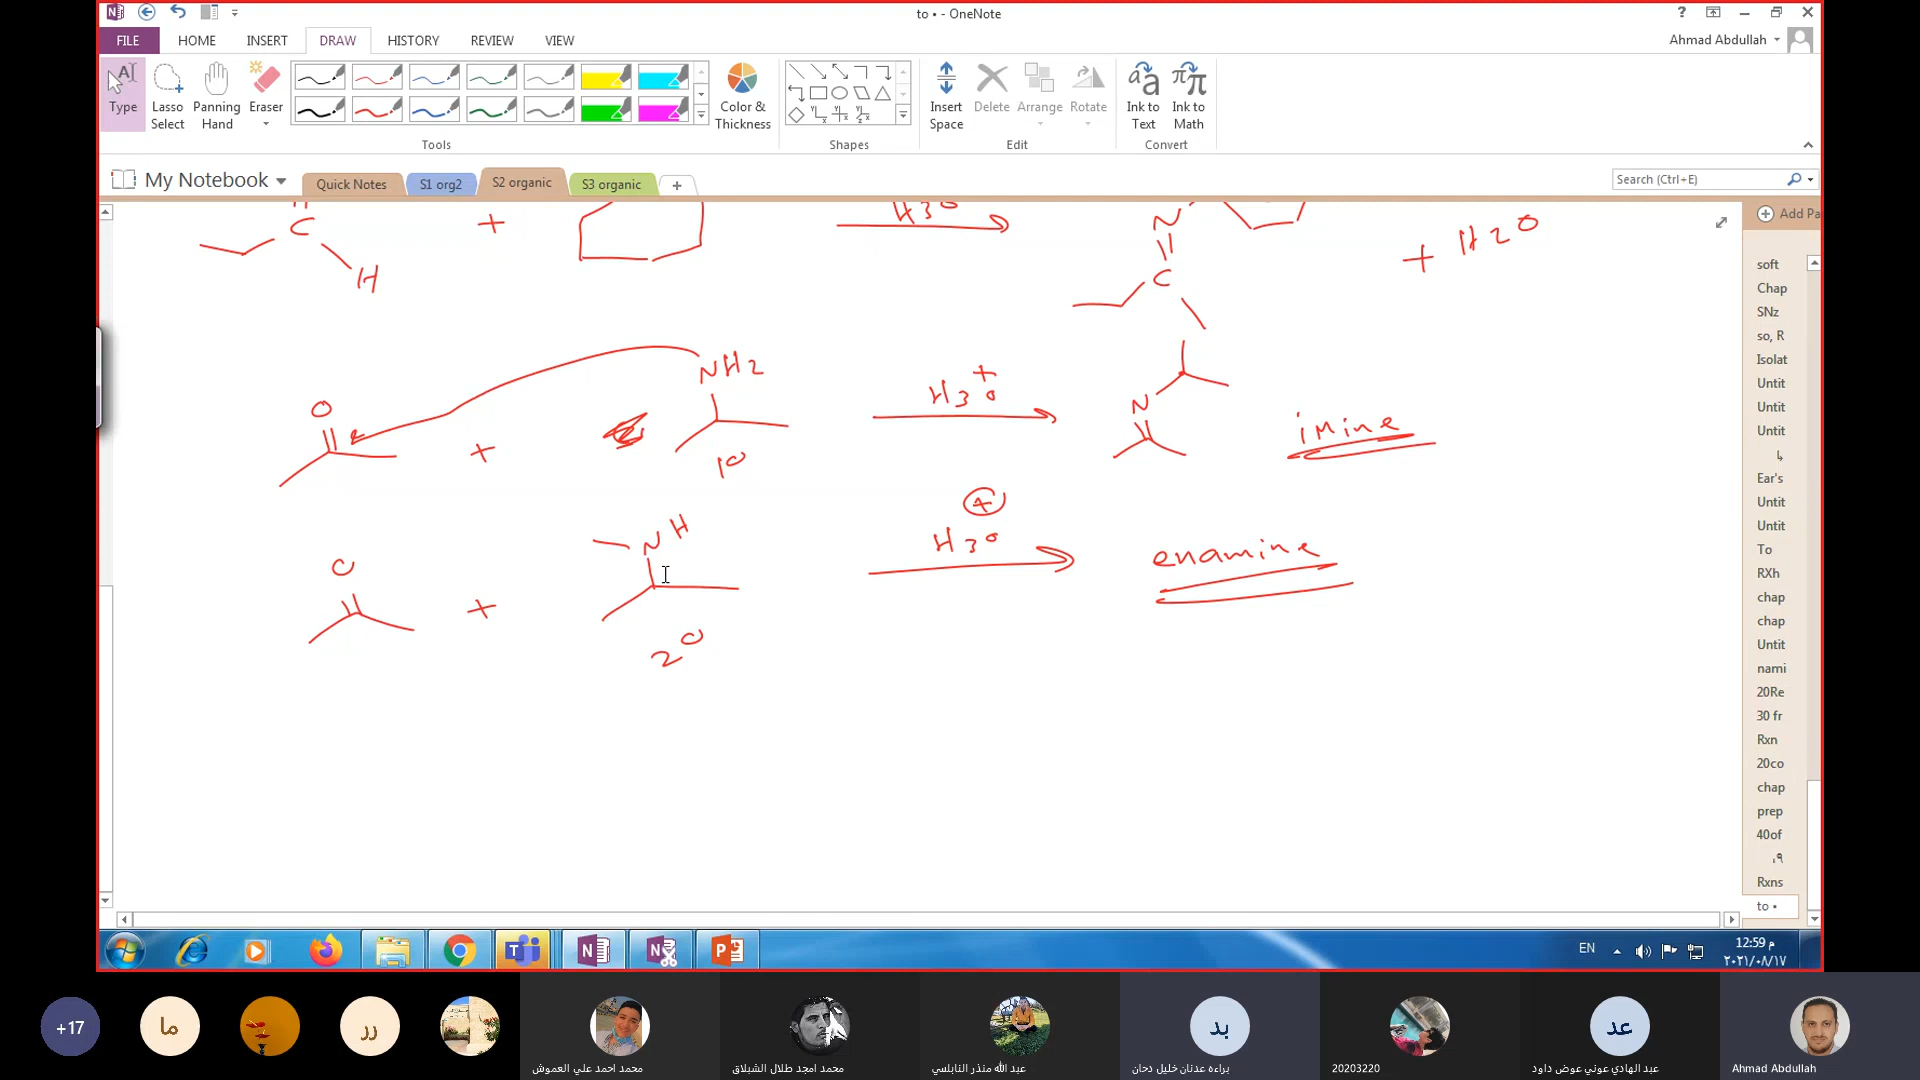 to • - OneNote
Ahmad Abdullah
FILE HOME INSERT DRAW HISTORY REVIEW VIEW
Type
Lasso Select
Panning Hand
Eraser
Color & Thickness
Insert Space
Delete
Arrange
Rotate
Ink to Text
Ink to Math
Tools
Shapes
Edit
Convert
My Notebook
Quick Notes
S1 org2
S2 organic
S3 organic
Search (Ctrl+E)
Add Pa
C + H3O N
H C + H2O
O + NH2 H3O+ N imine
1o
O + N H H3O + enamine
2o
soft
Chap
SNz
so, R
Isolat
Untit
Untit
Untit
Ear's
Untit
Untit
To
RXh
chap
chap
Untit
nami
20Re
30 fr
Rxn
20co
chap
prep
40of
٩،
Rxns
to •
EN
12:59 م
٢٠٢١/٠٨/١٧
+17
ما
رر
محمد احمد علي العموش
محمد امجد طلال الشبلاق
عبد الله منذر النابلسي
بد
براءه عدنان خليل دحان
20203220
عد
عبد الهادي عوني عوض داود
Ahmad Abdullah